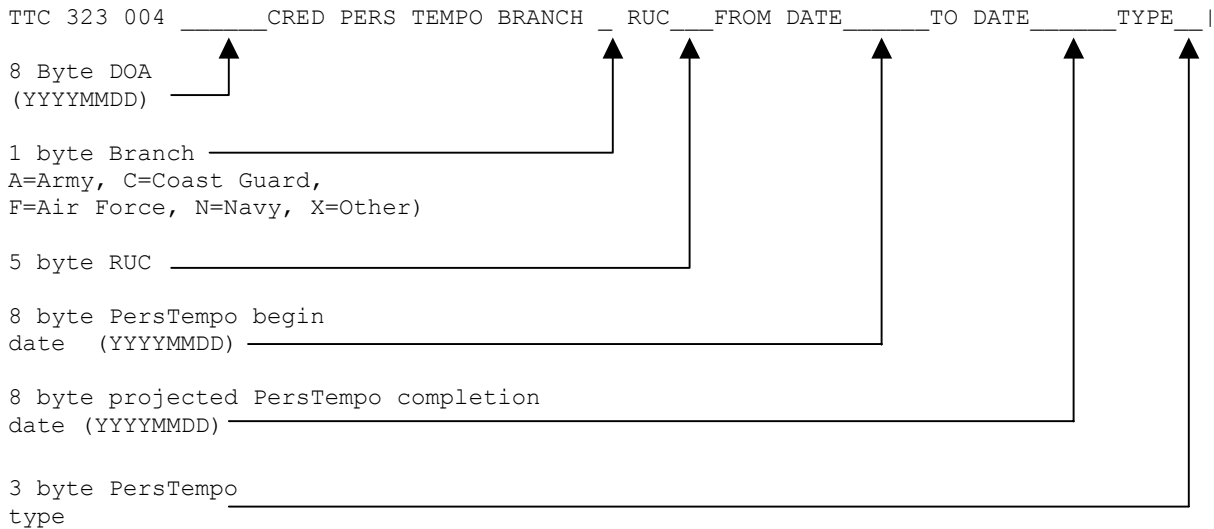 TTC 323 004 ______CRED PERS TEMPO BRANCH _ RUC___FROM DATE______TO DATE______TYPE__|
8 Byte DOA
(YYYYMMDD)
1 byte Branch
A=Army, C=Coast Guard,
F=Air Force, N=Navy, X=Other)
5 byte RUC
8 byte PersTempo begin
date (YYYYMMDD)
8 byte projected PersTempo completion
date (YYYYMMDD)
3 byte PersTempo
type